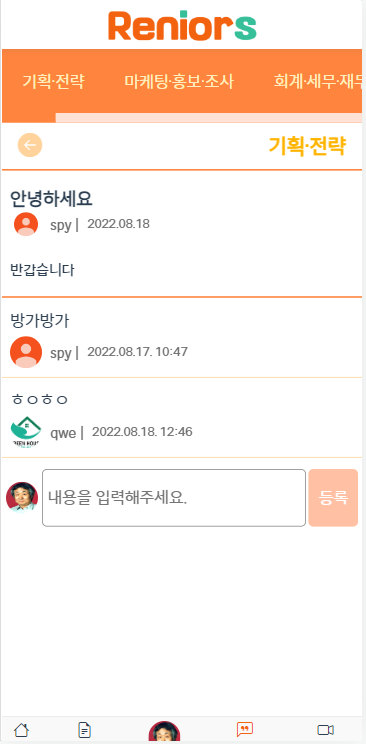 Reniors
기획·전략 마케팅·홍보·조사 회계·세무·재무
기획·전략
안녕하세요
spy | 2022.08.18
반갑습니다
방가방가
spy | 2022.08.17. 10:47
ㅎㅇㅎㅇ
qwe | 2022.08.18. 12:46
내용을 입력해주세요.
등록